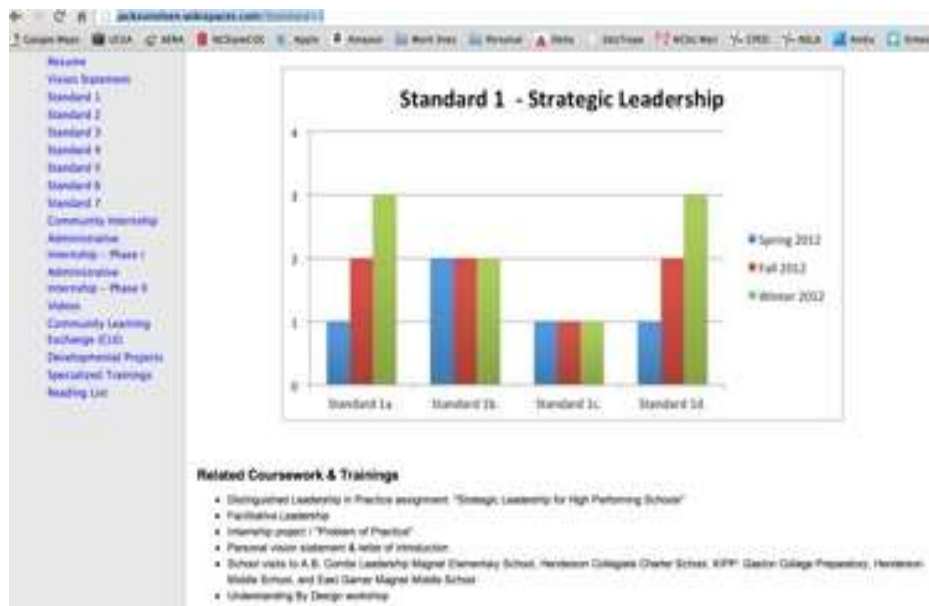 Resume
Vision Statement
Standard 1
Standard 2
Standard 3
Standard 4
Standard 5
Standard 6
Standard 7
Community Internship
Administrative
Internship - Phase I
Administrative
Internship - Phase II
Videos
Community Learning
Exchange (CLE)
Developmental Projects
Specialized Trainings
Reading List
Standard 1 - Strategic Leadership
4
3
2
1
0
Standard 1a.
Standard 1b.
Standard 1c.
Standard 1d.
Spring 2012
Fall 2012
Winter 2012
Related Coursework & Trainings
• Distinguished Leadership in Practice assignment: "Strategic Leadership for High Performing Schools"
• Facilitative Leadership
• Internship project / "Problem of Practice"
• Personal vision statement & letter of introduction
• School visits to A.B. Combs Leadership Magnet Elementary School, Henderson Collegiate Charter School, KIPP: Gaston College Preparatory, Henderson
Middle School, and East Garner Magnet Middle School
• Understanding By Design workshop